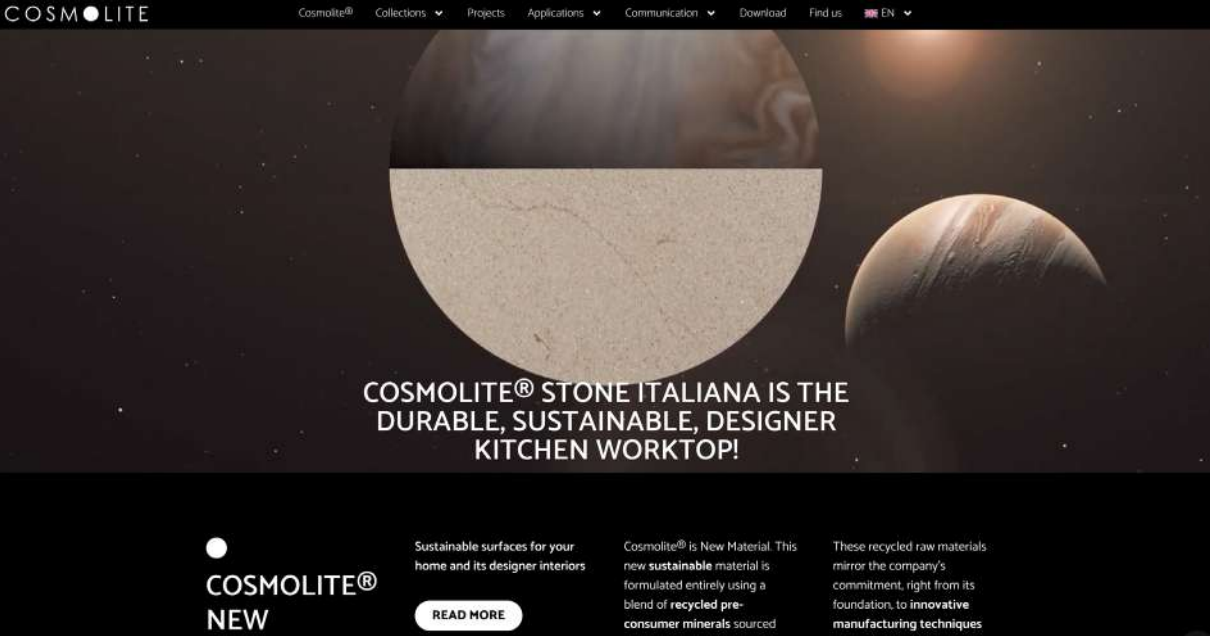 COSMOLITE
Cosmolite® Collections Projects Applications Communication Download Find us EN
COSMOLITE® STONE ITALIANA IS THE
DURABLE, SUSTAINABLE, DESIGNER
KITCHEN WORKTOP!
COSMOLITE®
NEW
Sustainable surfaces for your
home and its designer interiors
READ MORE
Cosmolite® is New Material. This
new sustainable material is
formulated entirely using a
blend of recycled pre-
consumer minerals sourced
These recycled raw materials
mirror the company's
commitment, right from its
foundation, to innovative
manufacturing techniques